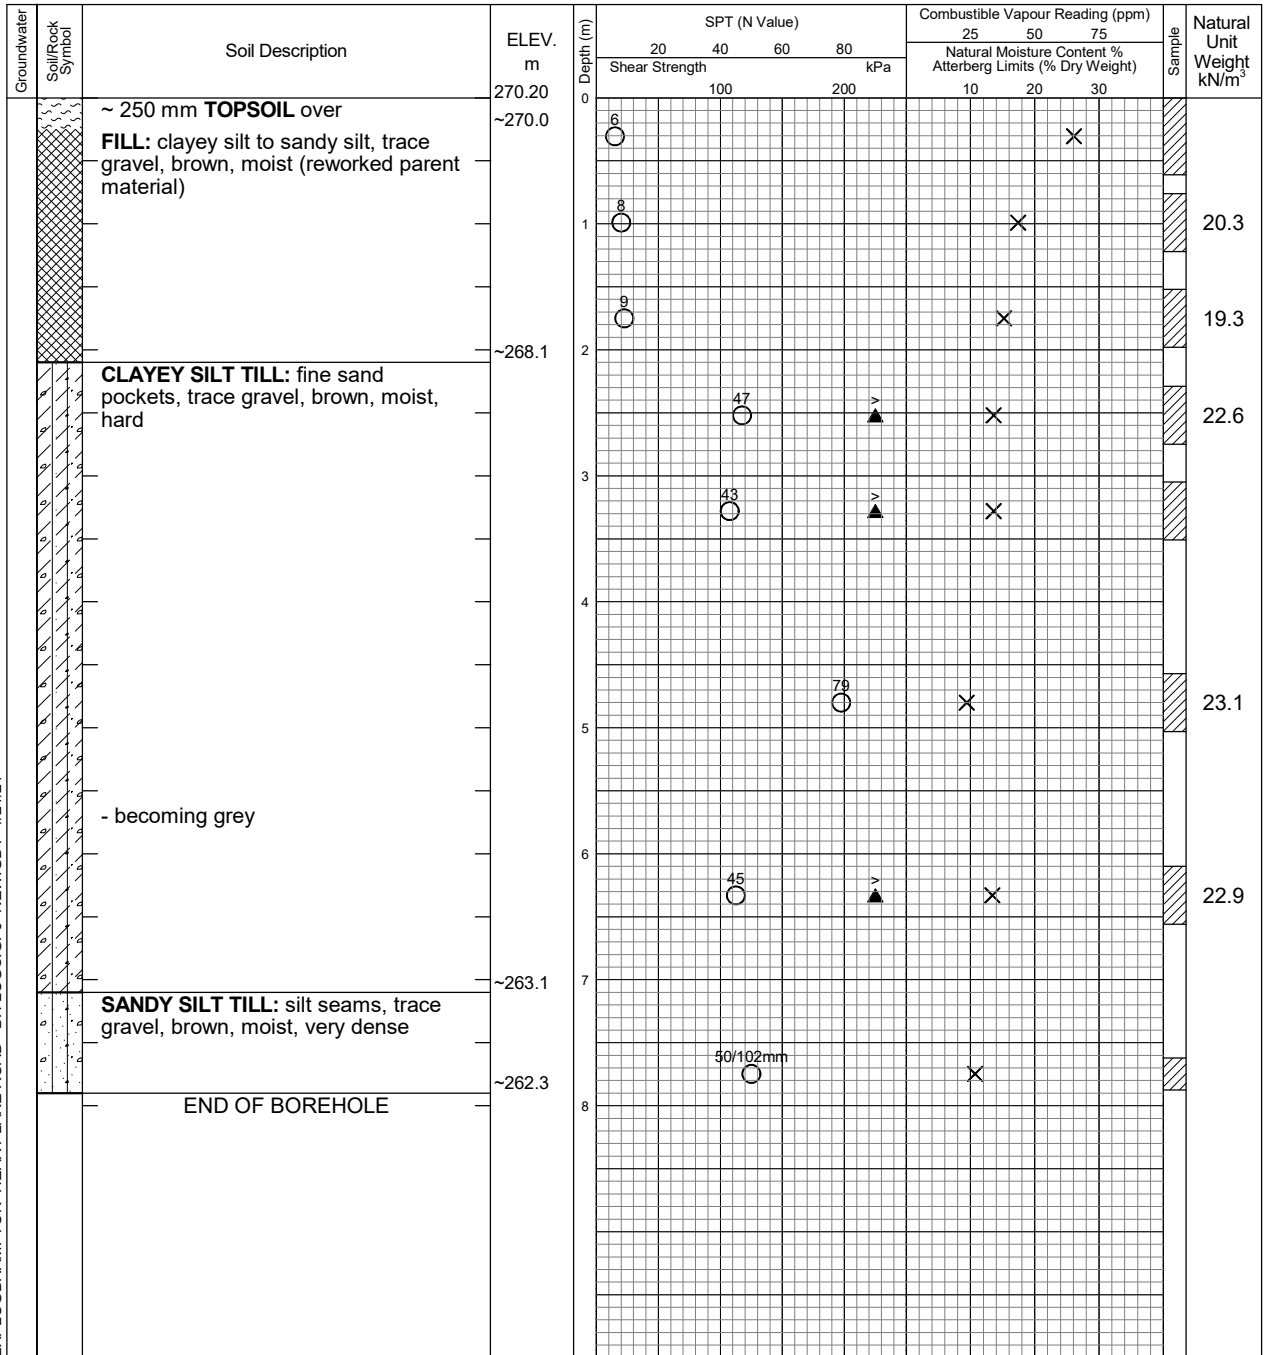 Groundwater
Soil/Rock Symbol
Soil Description
ELEV. m
Depth (m)
SPT (N Value)
20 40 60 80
Shear Strength kPa
100 200
Combustible Vapour Reading (ppm)
25 50 75
Natural Moisture Content %
Atterberg Limits (% Dry Weight)
10 20 30
Sample
Natural Unit Weight kN/m3
270.20
0
~ 250 mm TOPSOIL over
~270.0
FILL: clayey silt to sandy silt, trace
gravel, brown, moist (reworked parent
material)
6
8
1
20.3
9
19.3
~268.1
2
CLAYEY SILT TILL: fine sand
pockets, trace gravel, brown, moist,
hard
47
>
22.6
3
43
>
4
79
23.1
5
- becoming grey
6
45
>
22.9
~263.1
7
SANDY SILT TILL: silt seams, trace
gravel, brown, moist, very dense
50/102mm
~262.3
END OF BOREHOLE
8